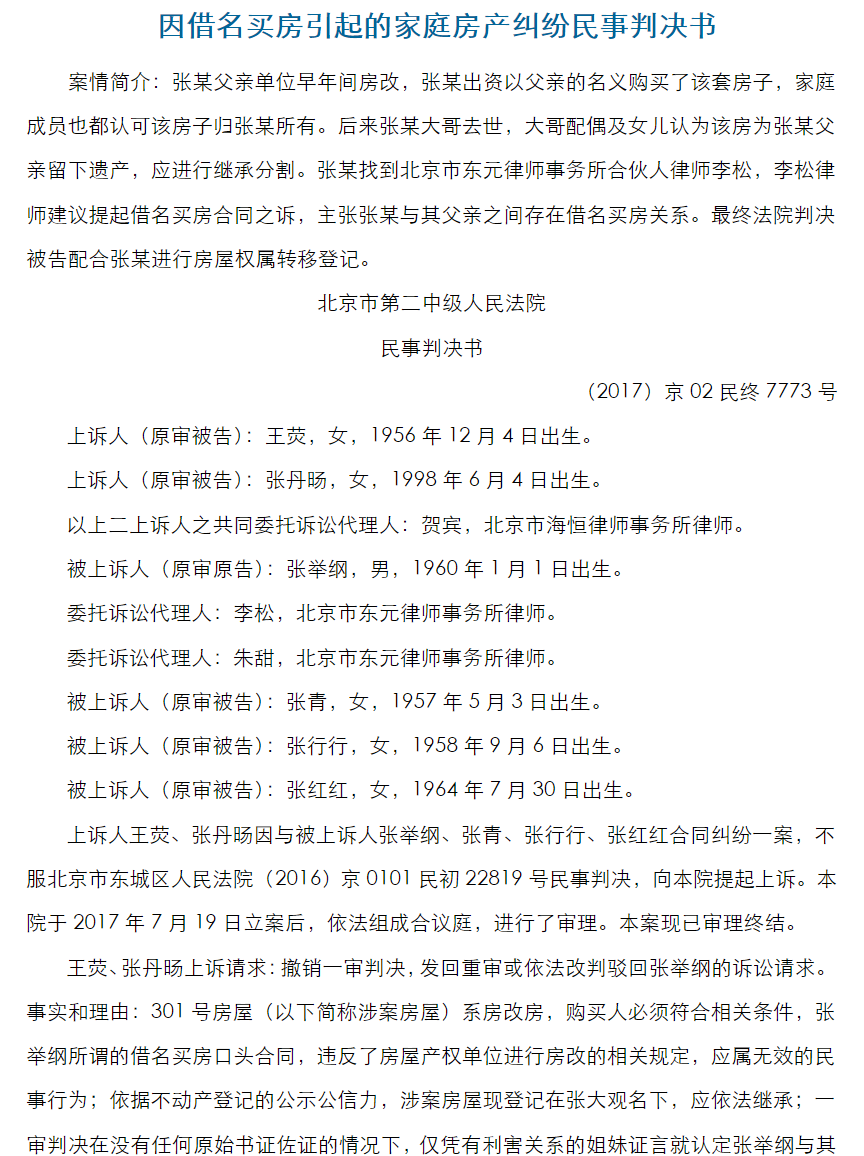 因借名买房引起的家庭房产纠纷民事判决书
案情简介：张某父亲单位早年间房改，张某出资以父亲的名义购买了该套房子，家庭
成员也都认可该房子归张某所有。后来张某大哥去世，大哥配偶及女儿认为该房为张某父
亲留下遗产，应进行继承分割。张某找到北京市东元律师事务所合伙人律师李松，李松律
师建议提起借名买房合同之诉，主张张某与其父亲之间存在借名买房关系。最终法院判决
被告配合张某进行房屋权属转移登记。
北京市第二中级人民法院
民事判决书
（2017）京 02 民终 7773 号
上诉人（原审被告）：王荧，女，1956 年 12 月 4 日出生。
上诉人（原审被告）：张丹旸，女，1998 年 6 月 4 日出生。
以上二上诉人之共同委托诉讼代理人：贺宾，北京市海恒律师事务所律师。
被上诉人（原审原告）：张举纲，男，1960 年 1 月 1 日出生。
委托诉讼代理人：李松，北京市东元律师事务所律师。
委托诉讼代理人：朱甜，北京市东元律师事务所律师。
被上诉人（原审被告）：张青，女，1957 年 5 月 3 日出生。
被上诉人（原审被告）：张行行，女，1958 年 9 月 6 日出生。
被上诉人（原审被告）：张红红，女，1964 年 7 月 30 日出生。
上诉人王荧、张丹旸因与被上诉人张举纲、张青、张行行、张红红合同纠纷一案，不
服北京市东城区人民法院（2016）京 0101 民初 22819 号民事判决，向本院提起上诉。本
院于 2017 年 7 月 19 日立案后，依法组成合议庭，进行了审理。本案现已审理终结。
王荧、张丹旸上诉请求：撤销一审判决，发回重审或依法改判驳回张举纲的诉讼请求。
事实和理由：301 号房屋（以下简称涉案房屋）系房改房，购买人必须符合相关条件，张
举纲所谓的借名买房口头合同，违反了房屋产权单位进行房改的相关规定，应属无效的民
事行为；依据不动产登记的公示公信力，涉案房屋现登记在张大观名下，应依法继承；一
审判决在没有任何原始书证佐证的情况下，仅凭有利害关系的姐妹证言就认定张举纲与其